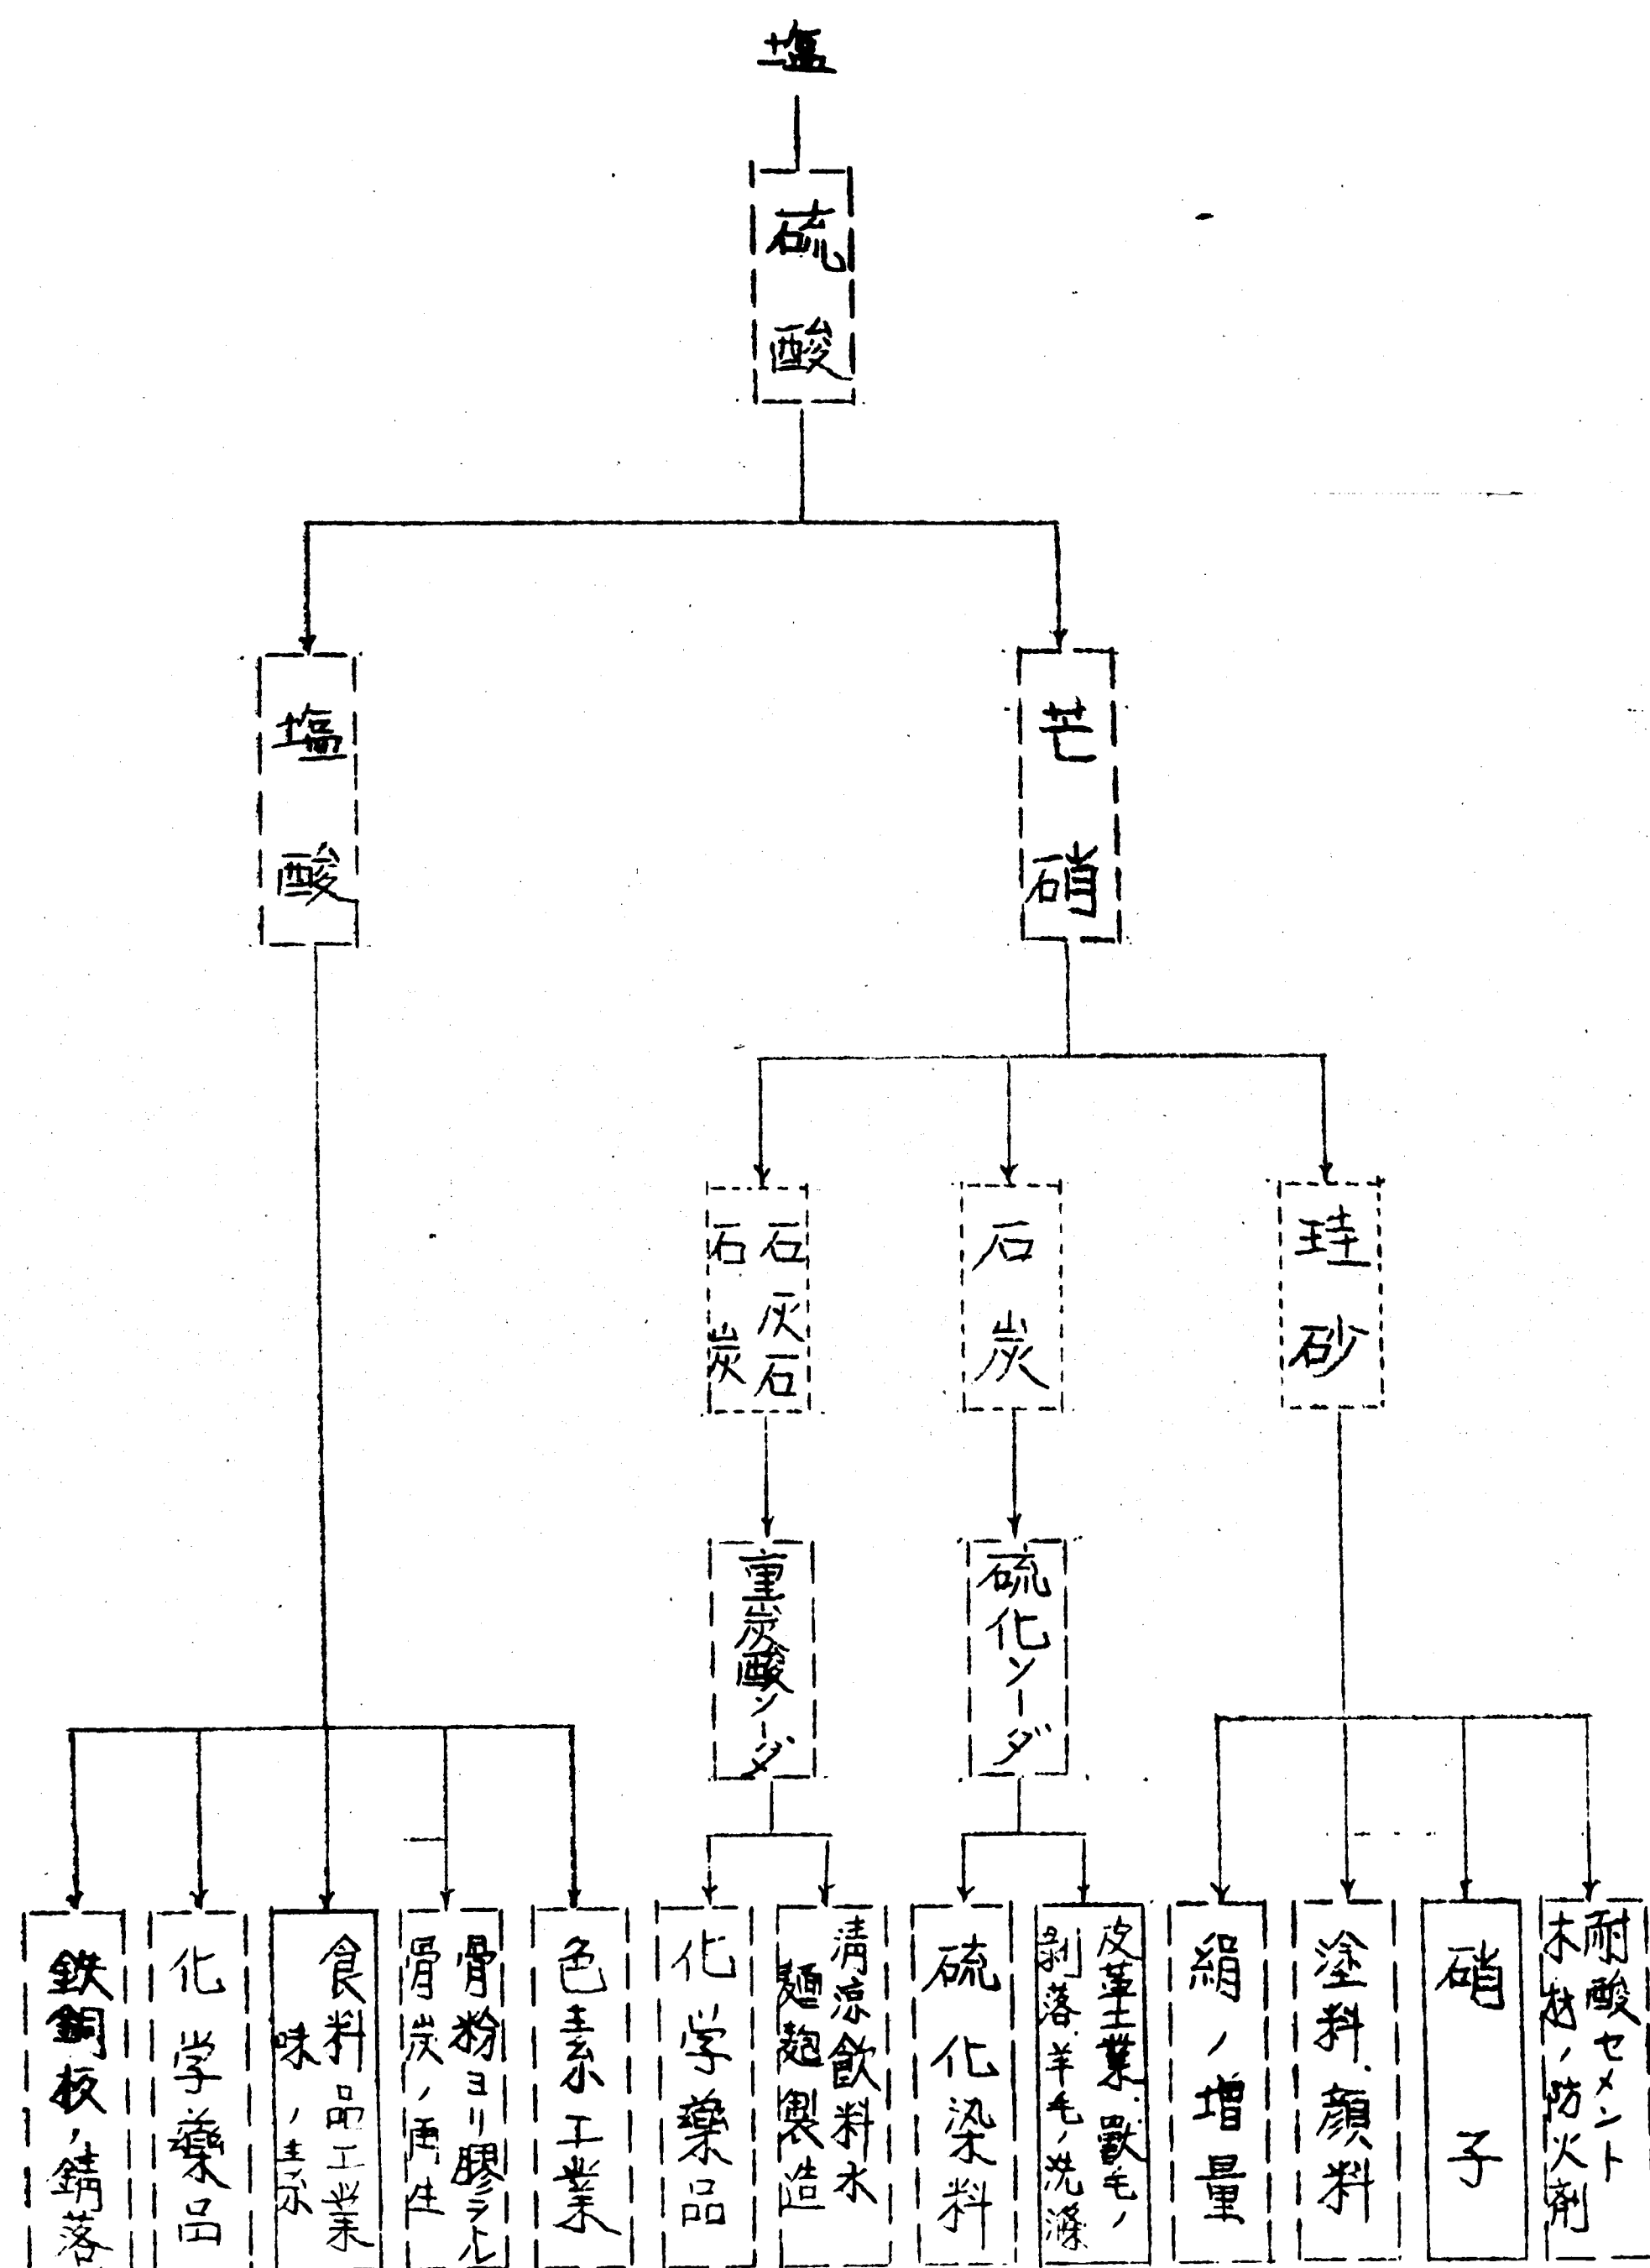 塩
硫酸
塩酸
芒硝
石灰石
石炭
石炭
珪砂
重炭酸ソーダ
硫化ソーダ
鉄銅板ノ錆落
化学薬品
食料品工業
味ノ素
骨粉ヨリ膠ヲトル
骨炭ノ再生
色素工業
化学薬品
清涼飲料水
麺麭製造
硫化染料
皮革工業、獣毛ノ
剥落、羊毛ノ洗滌
絹ノ増量
塗料、顔料
硝子
耐酸セメント
木材ノ防火剤